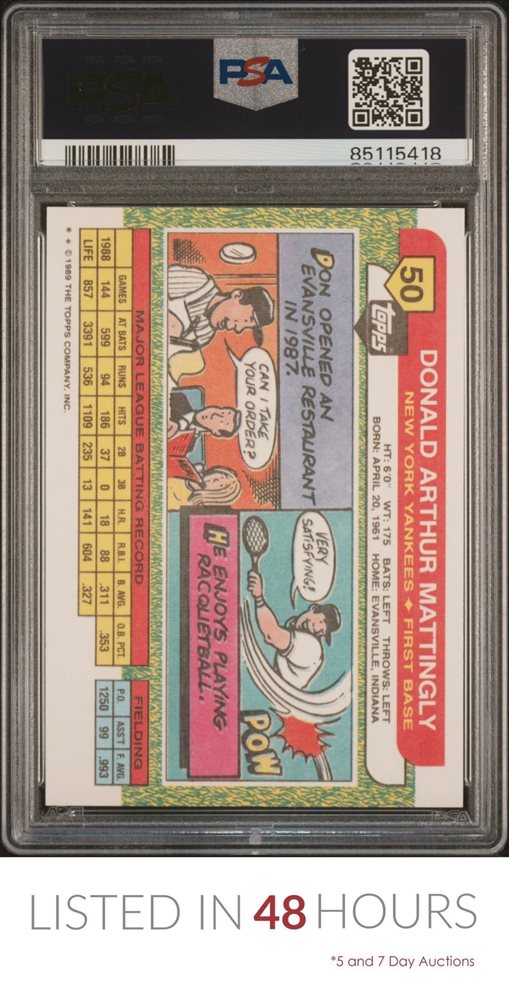 PSA
85115418
50
TOPPS
DONALD ARTHUR MATTINGLY
NEW YORK YANKEES ♦ FIRST BASE
HT: 6'0" WT: 175 BATS: LEFT THROWS: LEFT
BORN: APRIL 20, 1961 HOME: EVANSVILLE, INDIANA
DON OPENED AN
EVANSVILLE RESTAURANT
IN 1987.
CAN I TAKE
YOUR ORDER?
VERY
SATISFYING!
POW
HE ENJOYS PLAYING
RACQUETBALL.
MAJOR LEAGUE BATTING RECORD FIELDING
GAMES AT BATS RUNS HITS 2B 3B H.R. R.B.I. B. AVG. O.B. PCT. P.O. ASS'T F. AVG.
1988 144 599 94 186 37 0 18 88 .311 .353 1250 99 .993
LIFE 857 3391 536 1109 235 13 141 604 .327
* * © 1989 THE TOPPS COMPANY, INC.
LISTED IN 48 HOURS
*5 and 7 Day Auctions